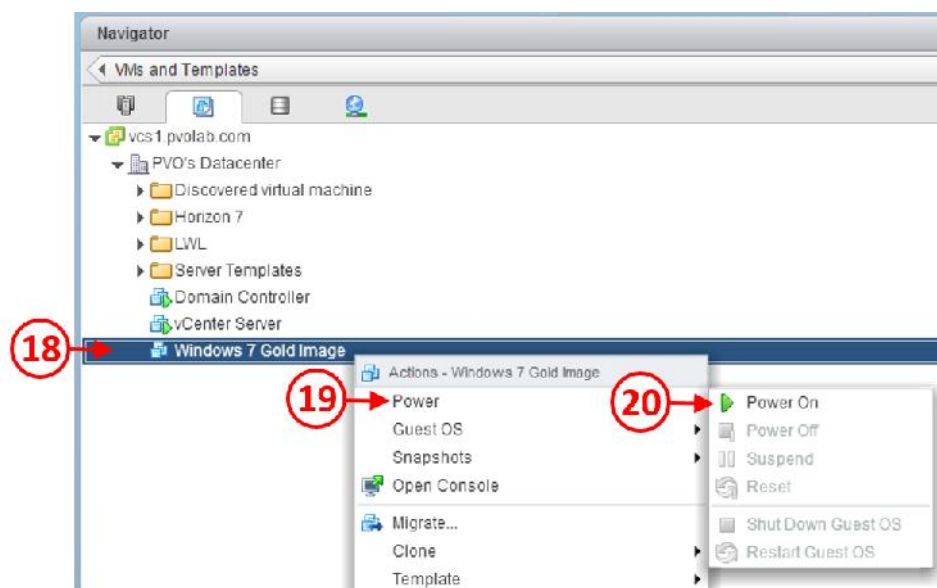 Navigator
VMs and Templates
vcs1.pvolab.com
PVO's Datacenter
Discovered virtual machine
Horizon 7
LWL
Server Templates
Domain Controller
vCenter Server
18
Windows 7 Gold Image
Actions - Windows 7 Gold Image
19
Power
20
Power On
Guest OS
Power Off
Snapshots
Suspend
Open Console
Reset
Migrate...
Shut Down Guest OS
Clone
Restart Guest OS
Template